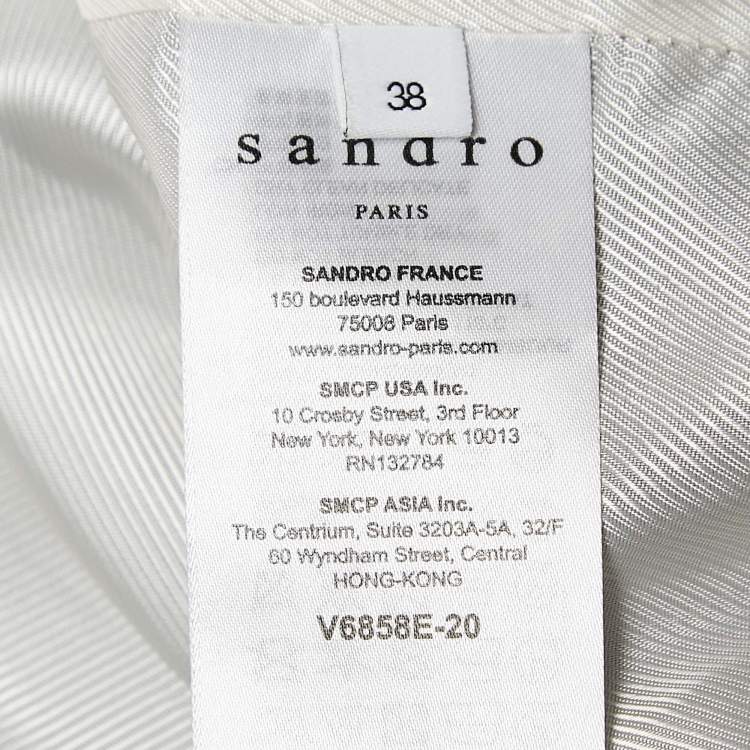 38
sandro
PARIS
SANDRO FRANCE
150 boulevard Haussmann
75008 Paris
www.sandro-paris.com
SMCP USA Inc.
10 Crosby Street, 3rd Floor
New York, New York 10013
RN132784
SMCP ASIA Inc.
The Centrium, Suite 3203A-5A, 32/F
60 Wyndham Street, Central
HONG-KONG
V6858E-20